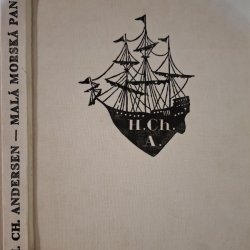 CH. ANDERSEN — MALÁ MORSKÁ PAN
H.Ch.
A.